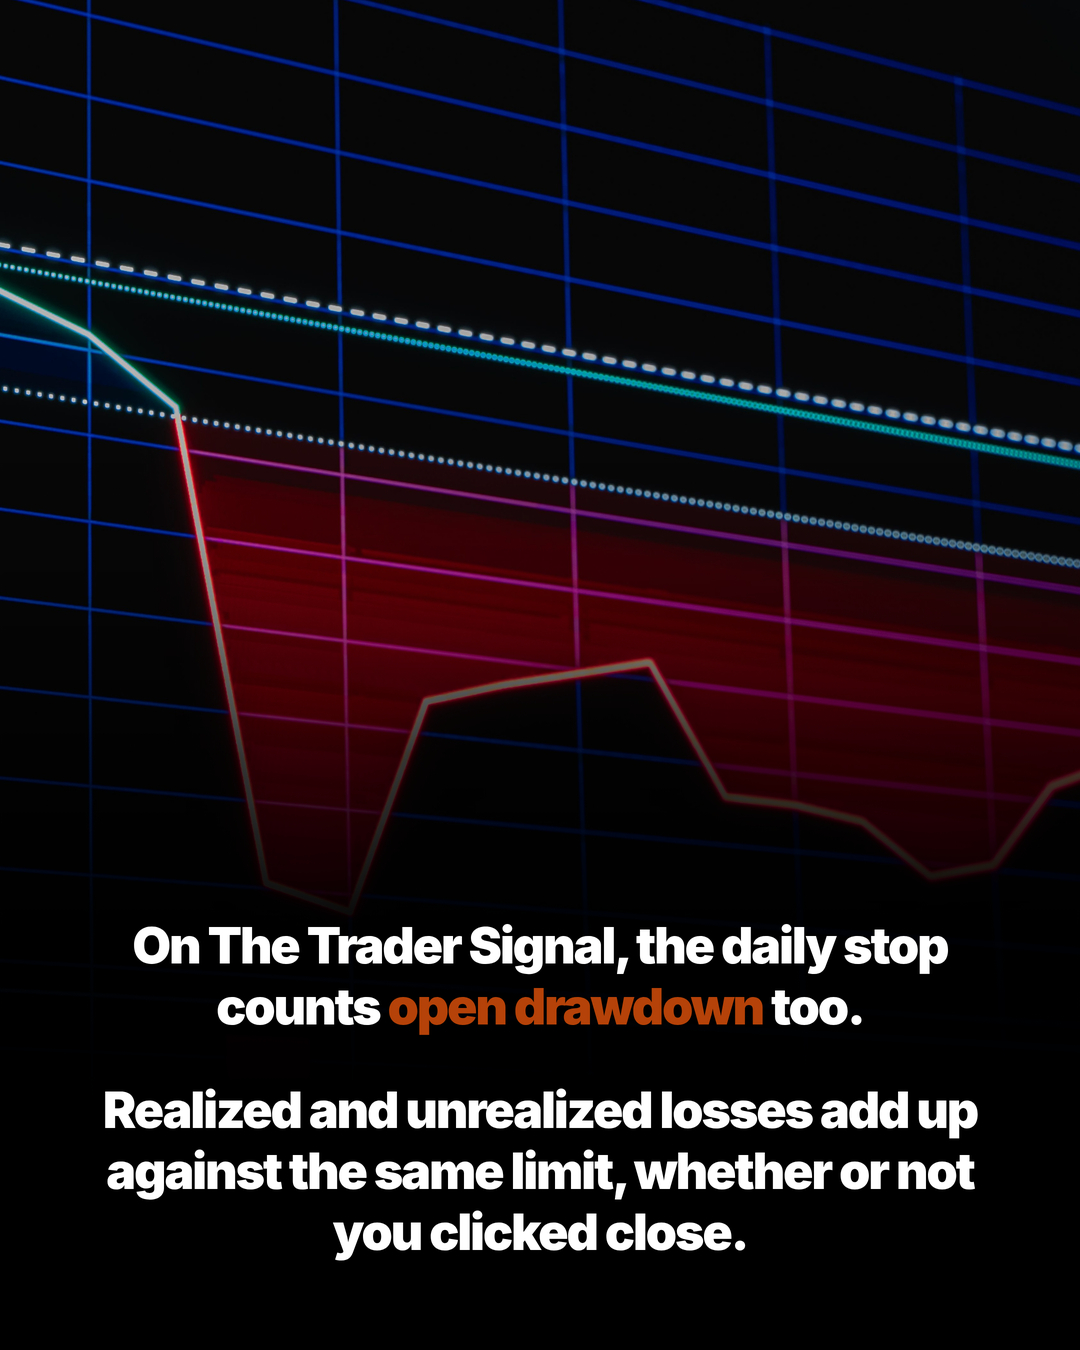 On The Trader Signal, the daily stop
counts open drawdown too.
Realized and unrealized losses add up
against the same limit, whether or not
you clicked close.